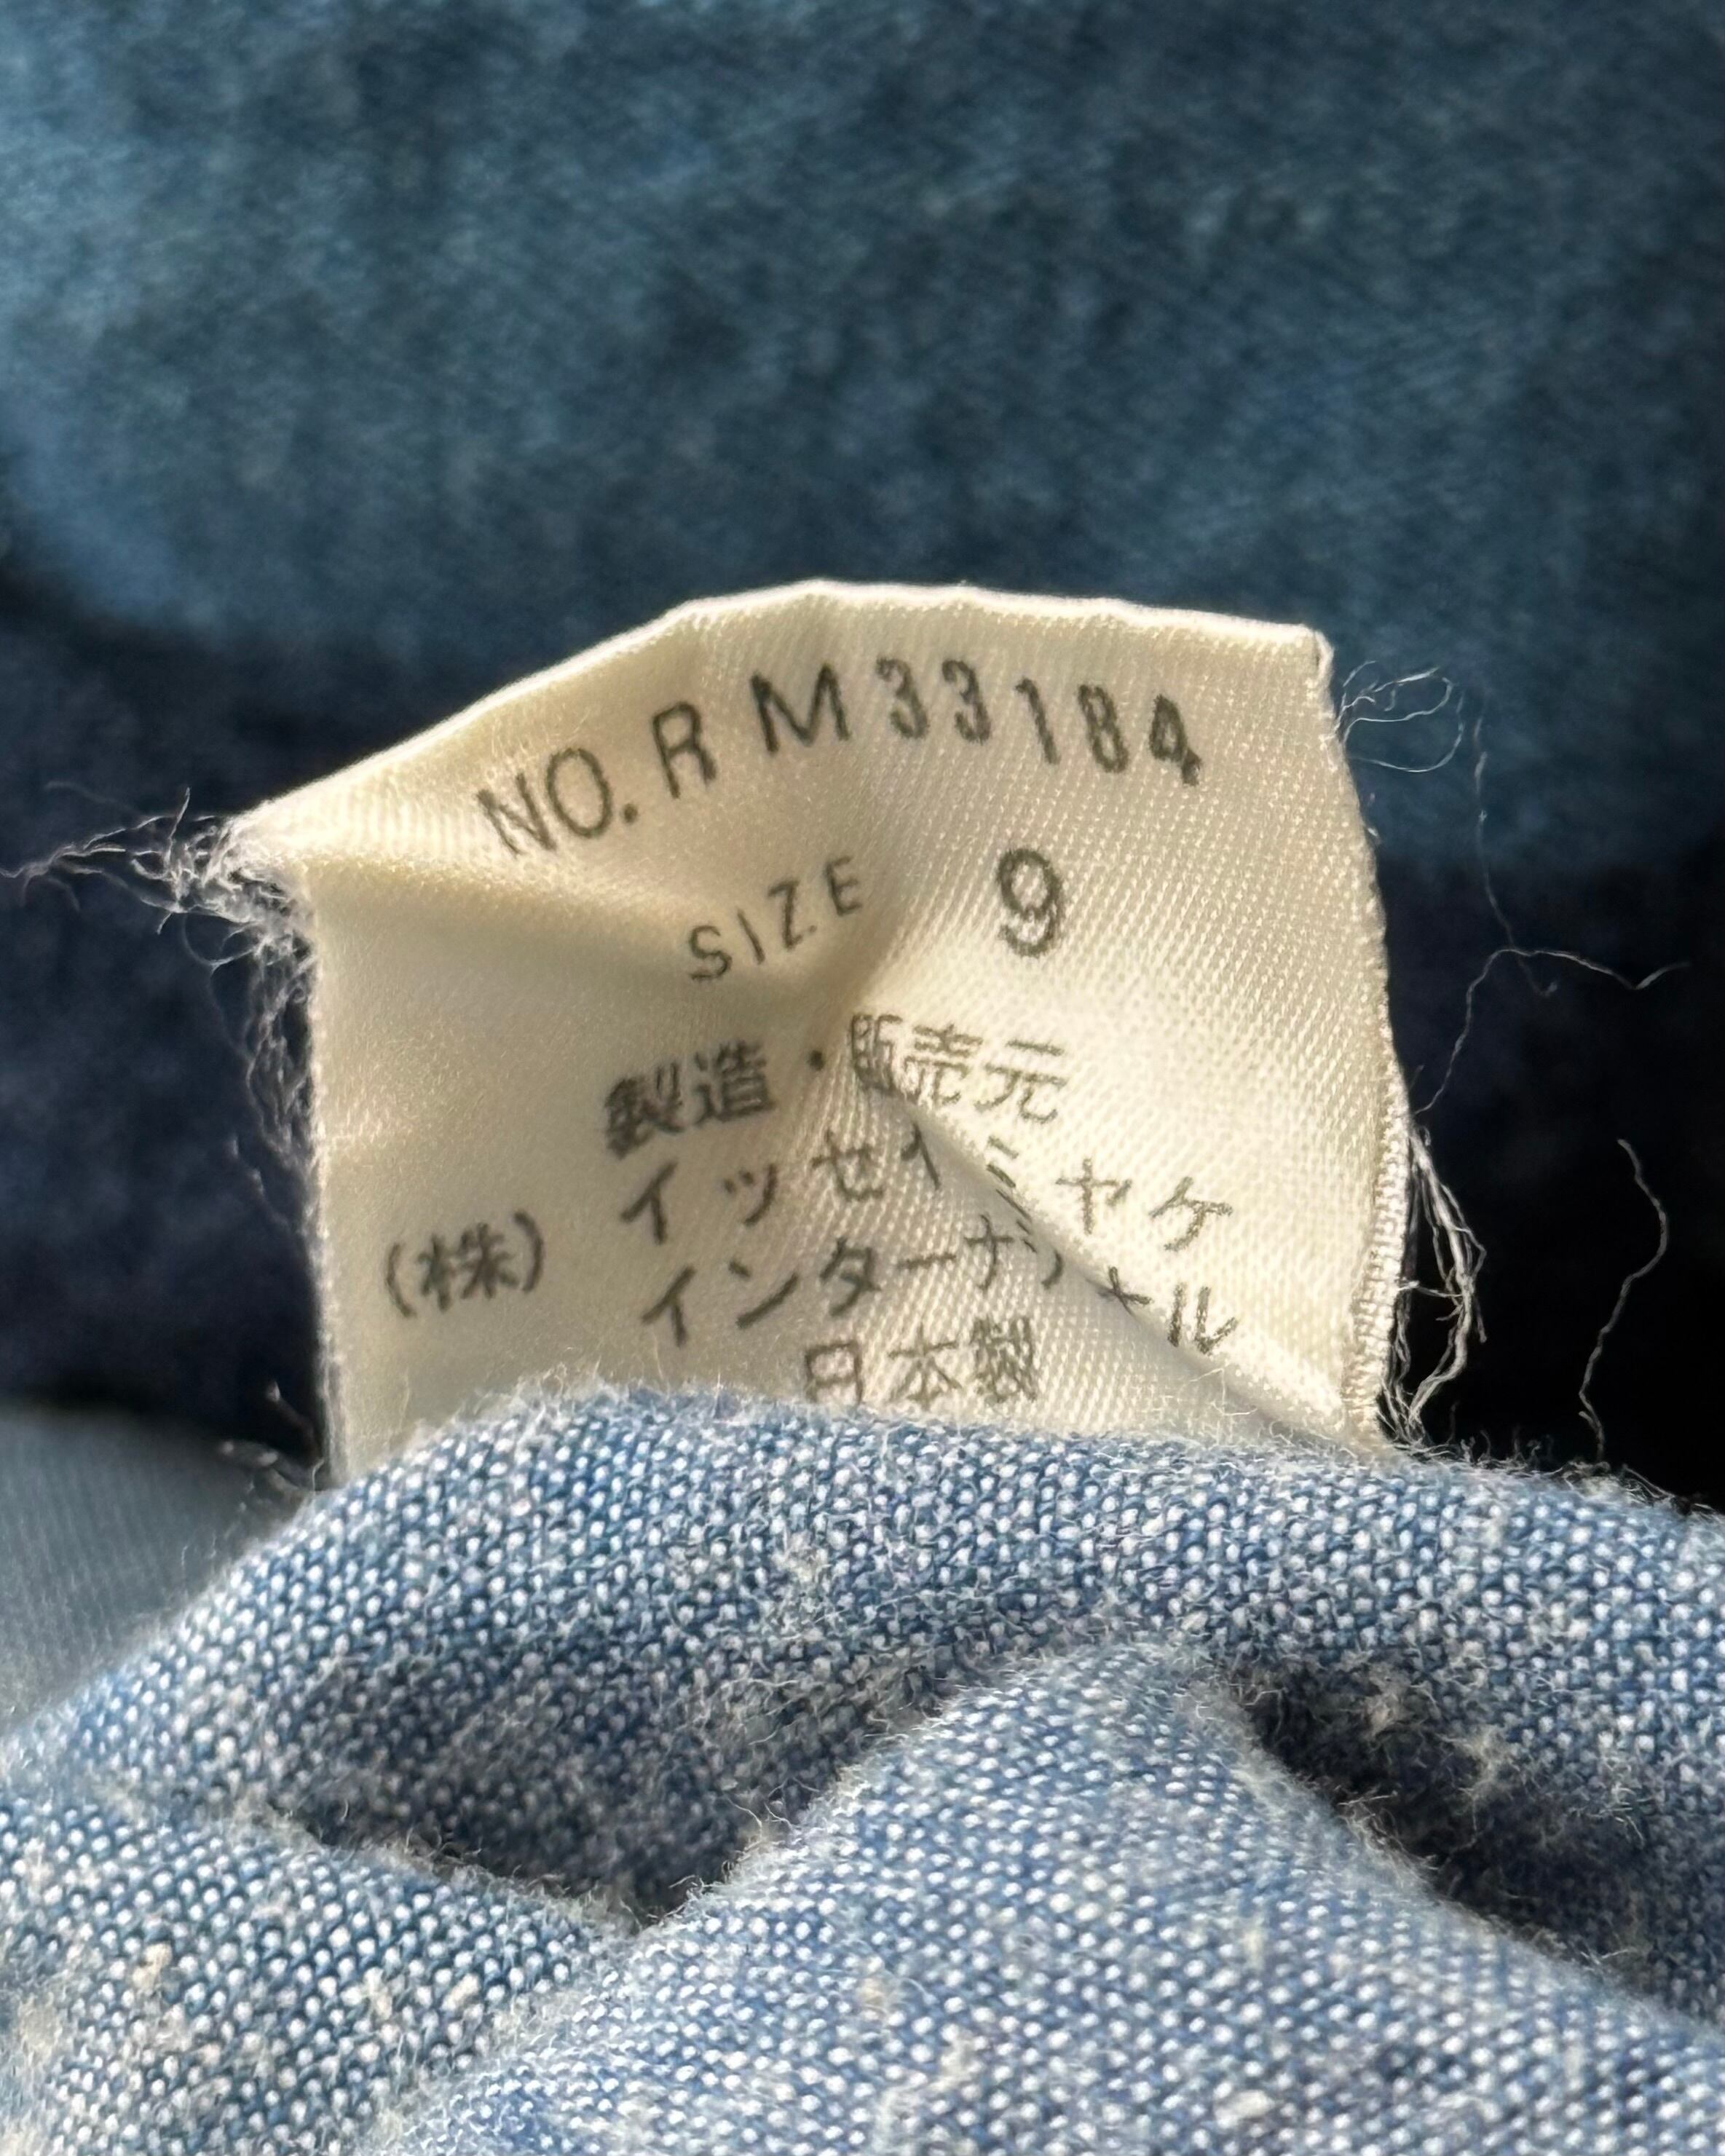 NO. RM33184
SIZE 9
製造・販売元
(株) イッセイミヤケ
インターナショナル
日本製